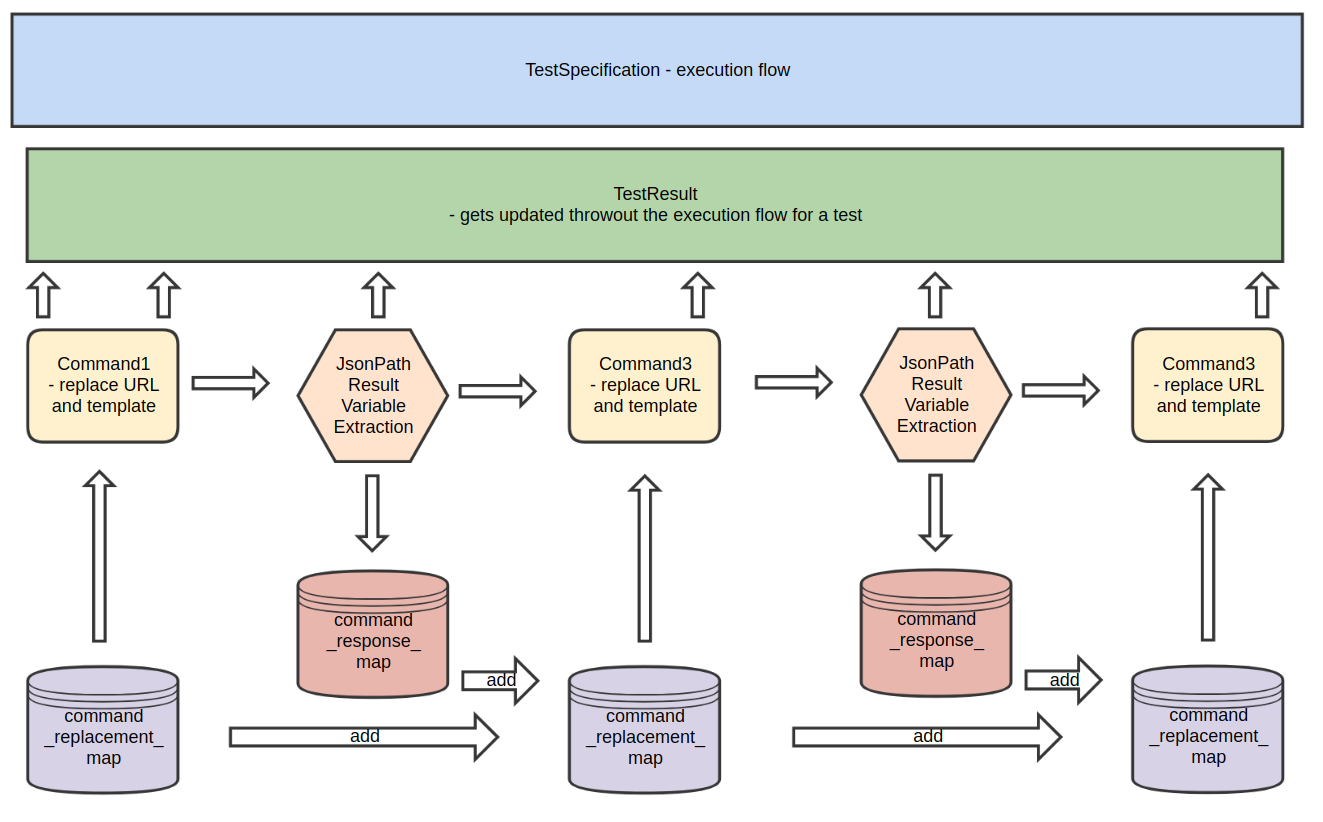 TestSpecification - execution flow
TestResult
- gets updated throwout the execution flow for a test
Command1
- replace URL
and template
JsonPath
Result
Variable
Extraction
Command3
- replace URL
and template
JsonPath
Result
Variable
Extraction
Command3
- replace URL
and template
command
_response_
map
add
command
_response_
map
add
command
_replacement_
map
add
command
_replacement_
map
add
command
_replacement_
map